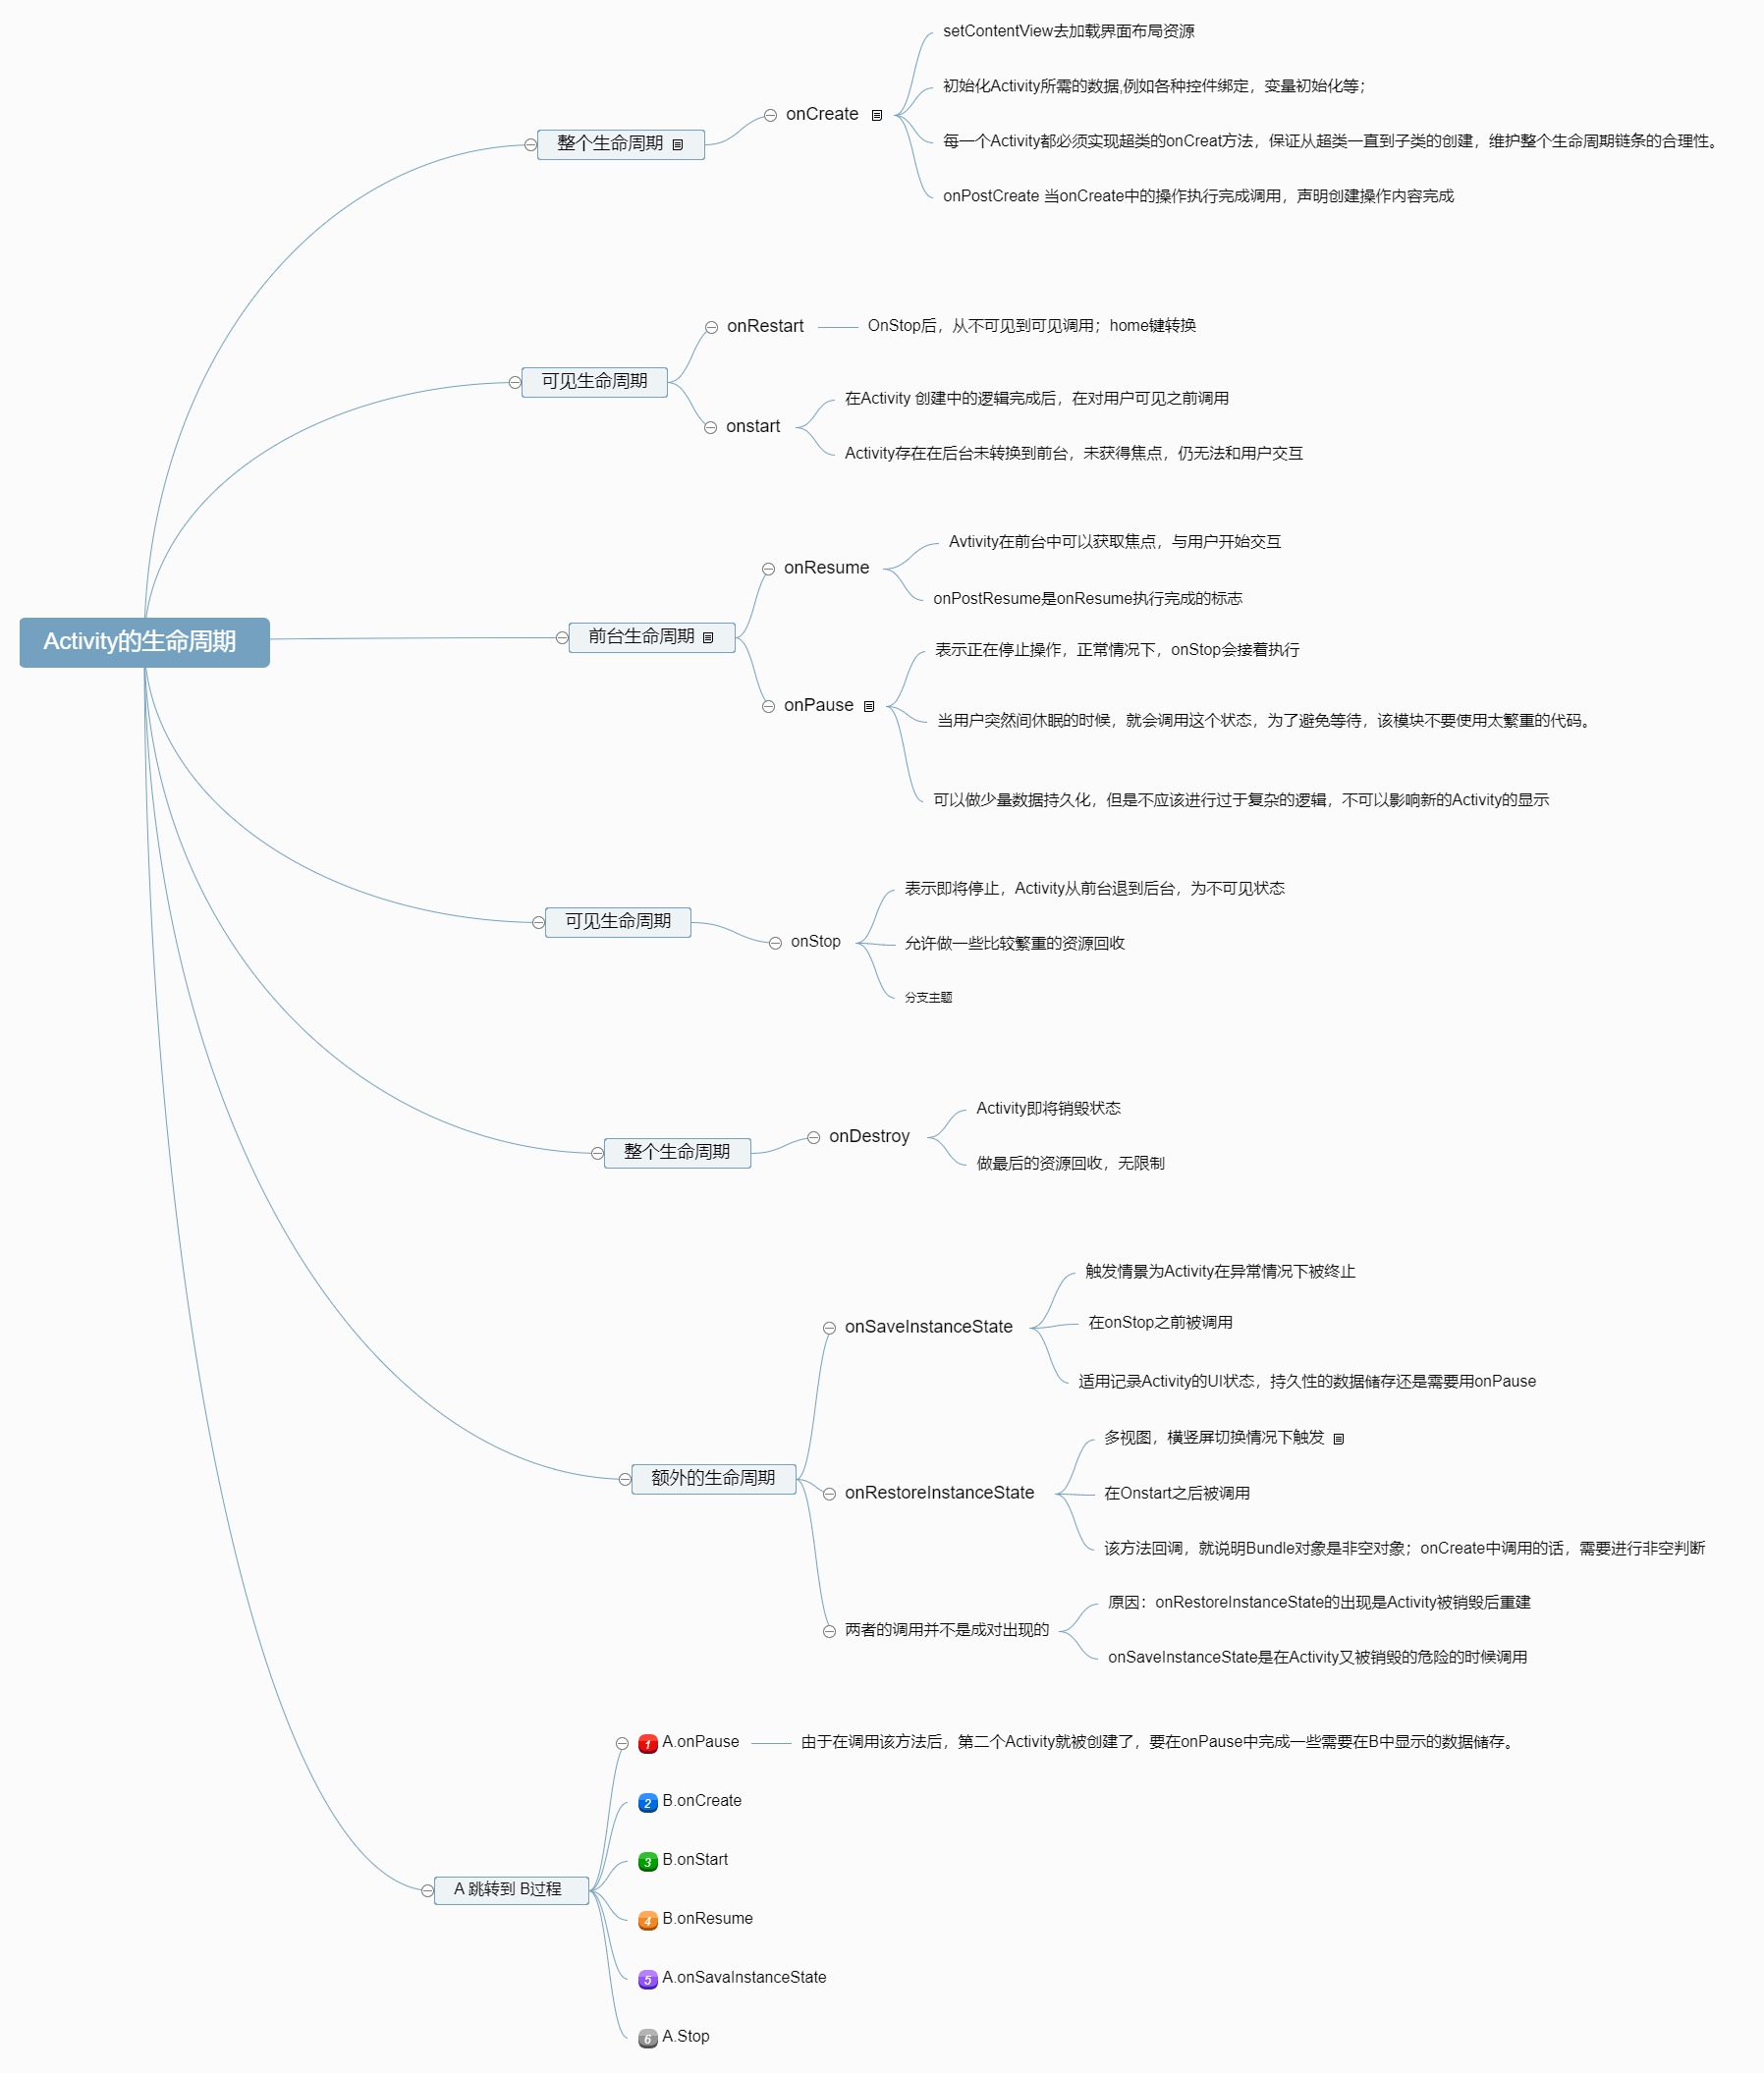 Activity的生命周期
整个生命周期
onCreate
setContentView去加载界面布局资源
初始化Activity所需的数据,例如各种控件绑定，变量初始化等；
每一个Activity都必须实现超类的onCreat方法，保证从超类一直到子类的创建，维护整个生命周期链条的合理性。
onPostCreate 当onCreate中的操作执行完成调用，声明创建操作内容完成
可见生命周期
onRestart
OnStop后，从不可见到可见调用；home键转换
onstart
在Activity 创建中的逻辑完成后，在对用户可见之前调用
Activity存在在后台未转换到前台，未获得焦点，仍无法和用户交互
前台生命周期
onResume
Avtivity在前台中可以获取焦点，与用户开始交互
onPostResume是onResume执行完成的标志
onPause
表示正在停止操作，正常情况下，onStop会接着执行
当用户突然间休眠的时候，就会调用这个状态，为了避免等待，该模块不要使用太繁重的代码。
可以做少量数据持久化，但是不应该进行过于复杂的逻辑，不可以影响新的Activity的显示
可见生命周期
onStop
表示即将停止，Activity从前台退到后台，为不可见状态
允许做一些比较繁重的资源回收
分支主题
整个生命周期
onDestroy
Activity即将销毁状态
做最后的资源回收，无限制
额外的生命周期
onSaveInstanceState
触发情景为Activity在异常情况下被终止
在onStop之前被调用
适用记录Activity的UI状态，持久性的数据储存还是需要用onPause
onRestoreInstanceState
多视图，横竖屏切换情况下触发
在Onstart之后被调用
该方法回调，就说明Bundle对象是非空对象；onCreate中调用的话，需要进行非空判断
两者的调用并不是成对出现的
原因：onRestoreInstanceState的出现是Activity被销毁后重建
onSaveInstanceState是在Activity又被销毁的危险的时候调用
A 跳转到 B过程
1 A.onPause
由于在调用该方法后，第二个Activity就被创建了，要在onPause中完成一些需要在B中显示的数据储存。
2 B.onCreate
3 B.onStart
4 B.onResume
5 A.onSavaInstanceState
6 A.Stop